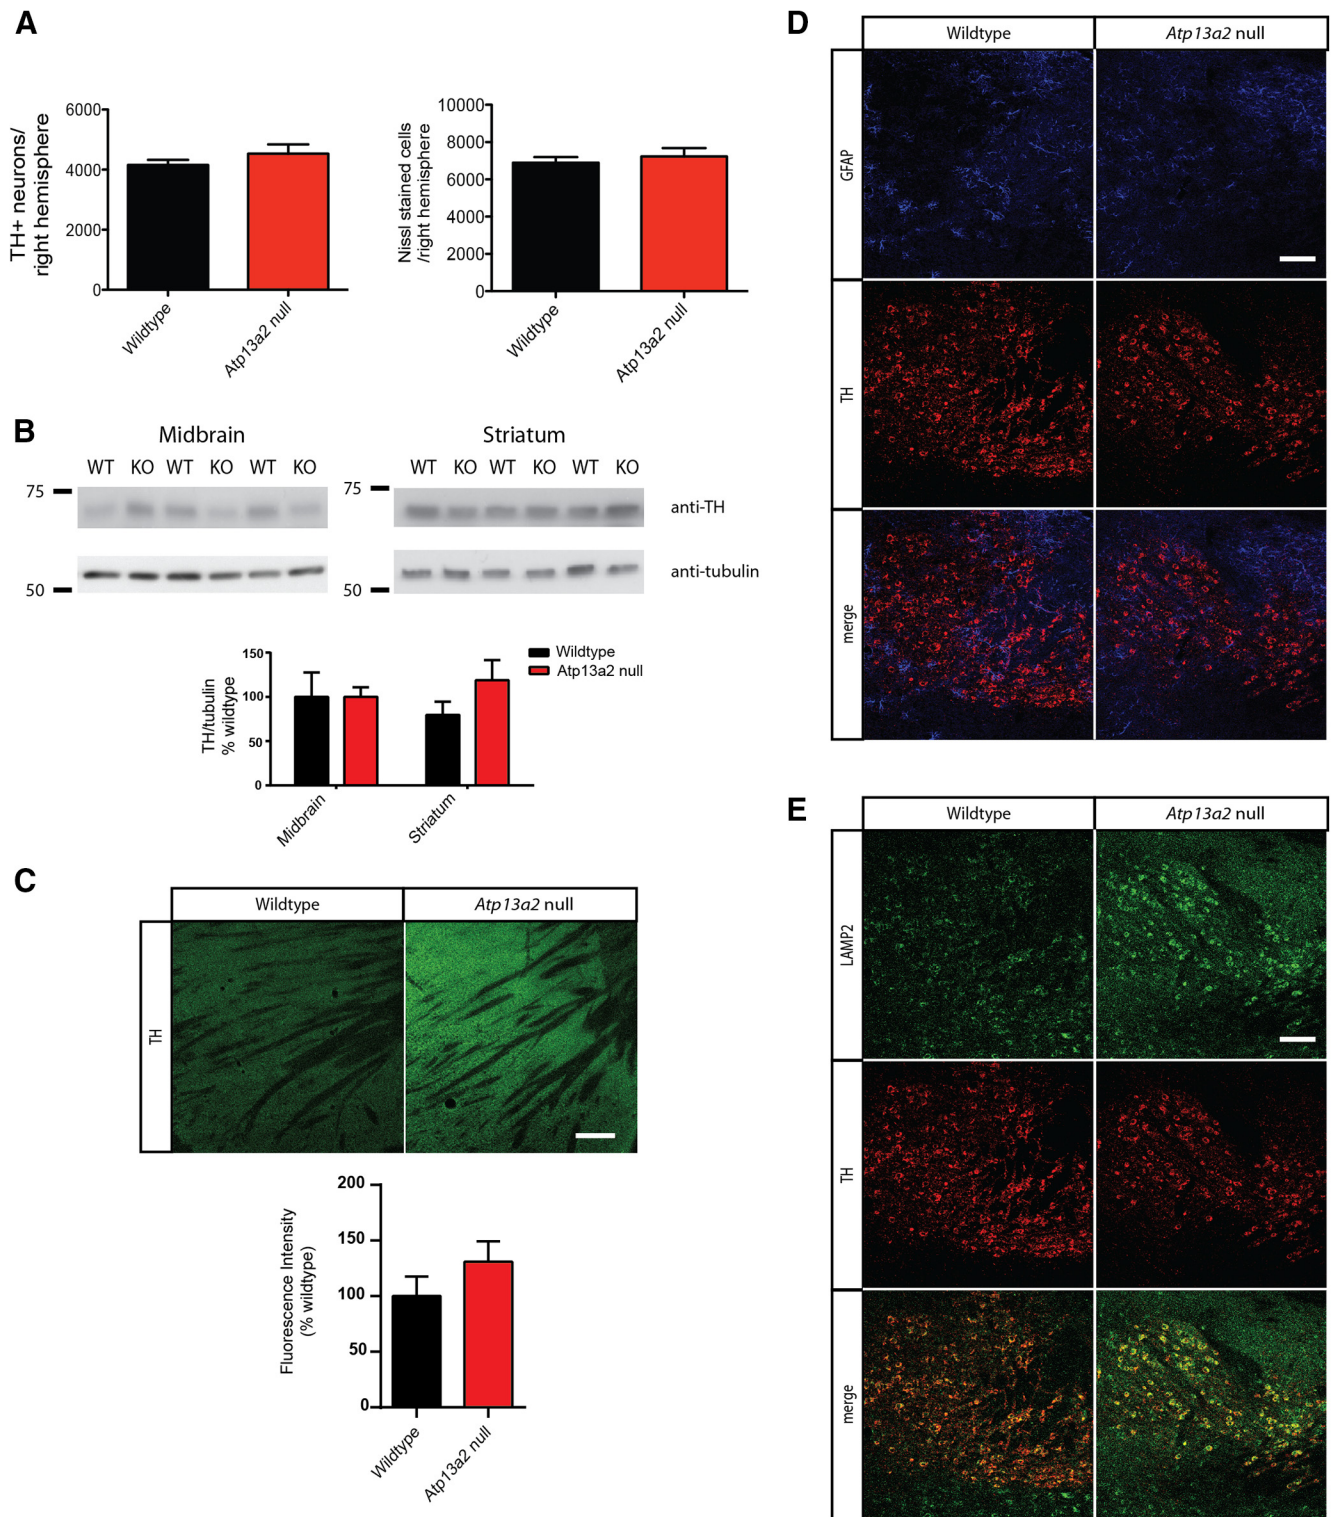 A
TH+ neurons/
right hemisphere
6000
4000
2000
0
Wildtype
Atp13a2 null
Nissl stained cells
/right hemisphere
10000
8000
6000
4000
2000
0
Wildtype
Atp13a2 null
B
Midbrain
Striatum
WT KO WT KO WT KO
WT KO WT KO WT KO
75
75
anti-TH
50
50
anti-tubulin
TH/tubulin
% wildtype
150
100
50
0
Wildtype
Atp13a2 null
Midbrain
Striatum
C
Wildtype
Atp13a2 null
TH
Fluorescence Intensity
(% wildtype)
200
150
100
50
0
Wildtype
Atp13a2 null
D
Wildtype
Atp13a2 null
GFAP
TH
merge
E
Wildtype
Atp13a2 null
LAMP2
TH
merge